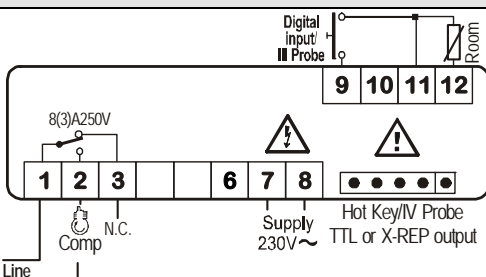 Digital
input/
III Probe
Room
9 10 11 12
8(3)A250V
1 2 3 6 7 8
Comp
N.C.
Supply
230V~
Hot Key/IV Probe
TTL or X-REP output
Line